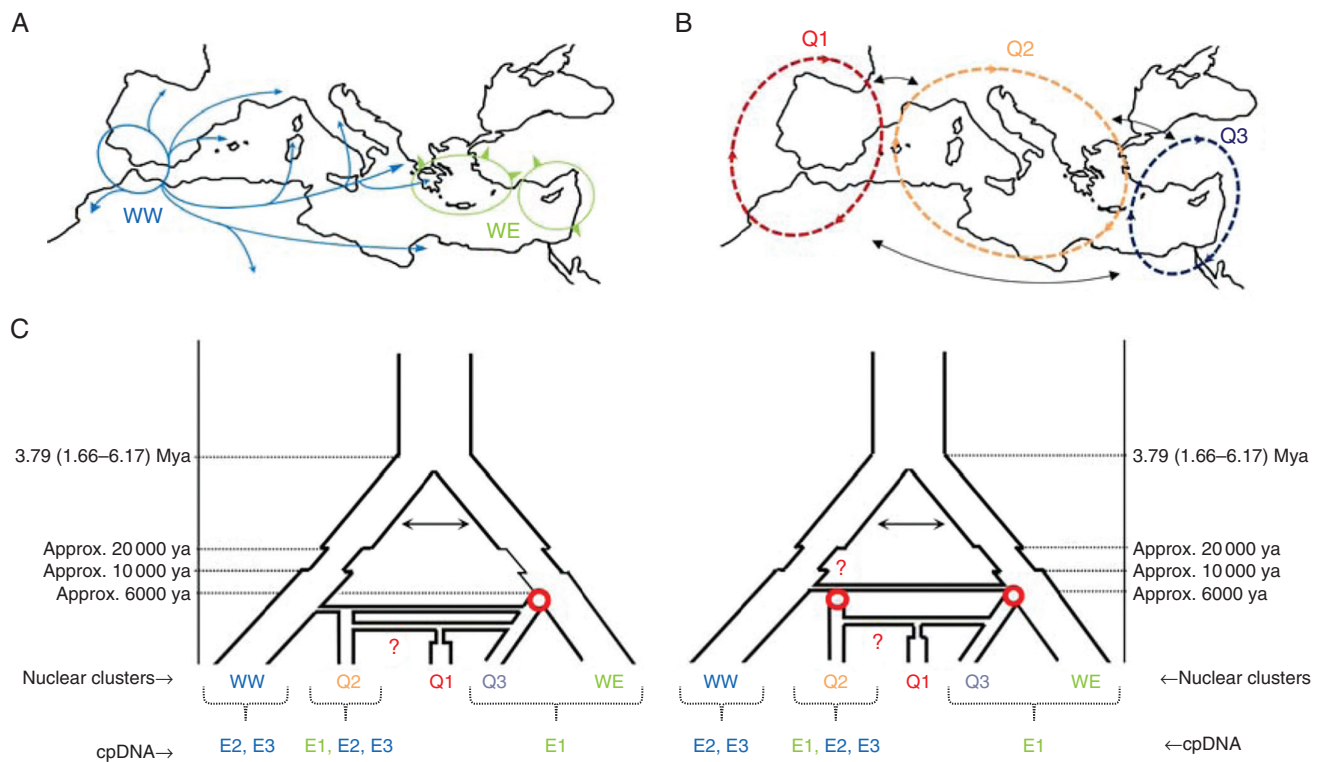 A
WW
WE
B
Q1
Q2
Q3
C
3.79 (1.66–6.17) Mya
Approx. 20 000 ya
Approx. 10 000 ya
Approx. 6000 ya
?
Nuclear clusters→
WW
Q2
Q1
Q3
WE
cpDNA→
E2, E3
E1, E2, E3
E1
3.79 (1.66–6.17) Mya
Approx. 20 000 ya
Approx. 10 000 ya
Approx. 6000 ya
?
?
WW
Q2
Q1
Q3
WE
←Nuclear clusters
E2, E3
E1, E2, E3
E1
←cpDNA